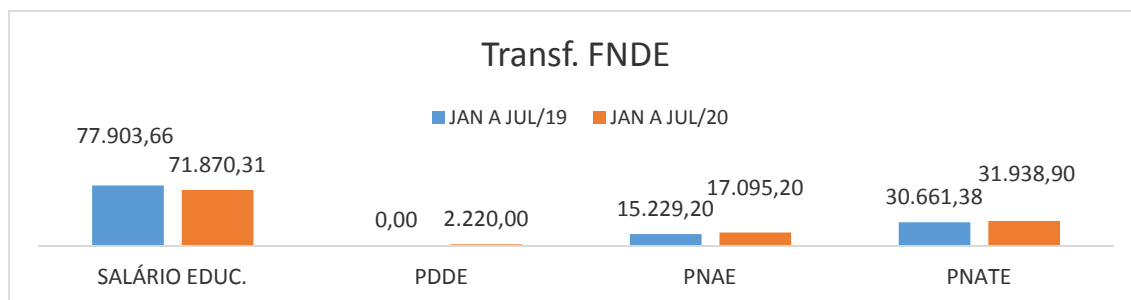 Transf. FNDE
JAN A JUL/19 JAN A JUL/20
77.903,66
71.870,31
0,00
2.220,00
15.229,20
17.095,20
30.661,38
31.938,90
SALÁRIO EDUC. PDDE PNAE PNATE